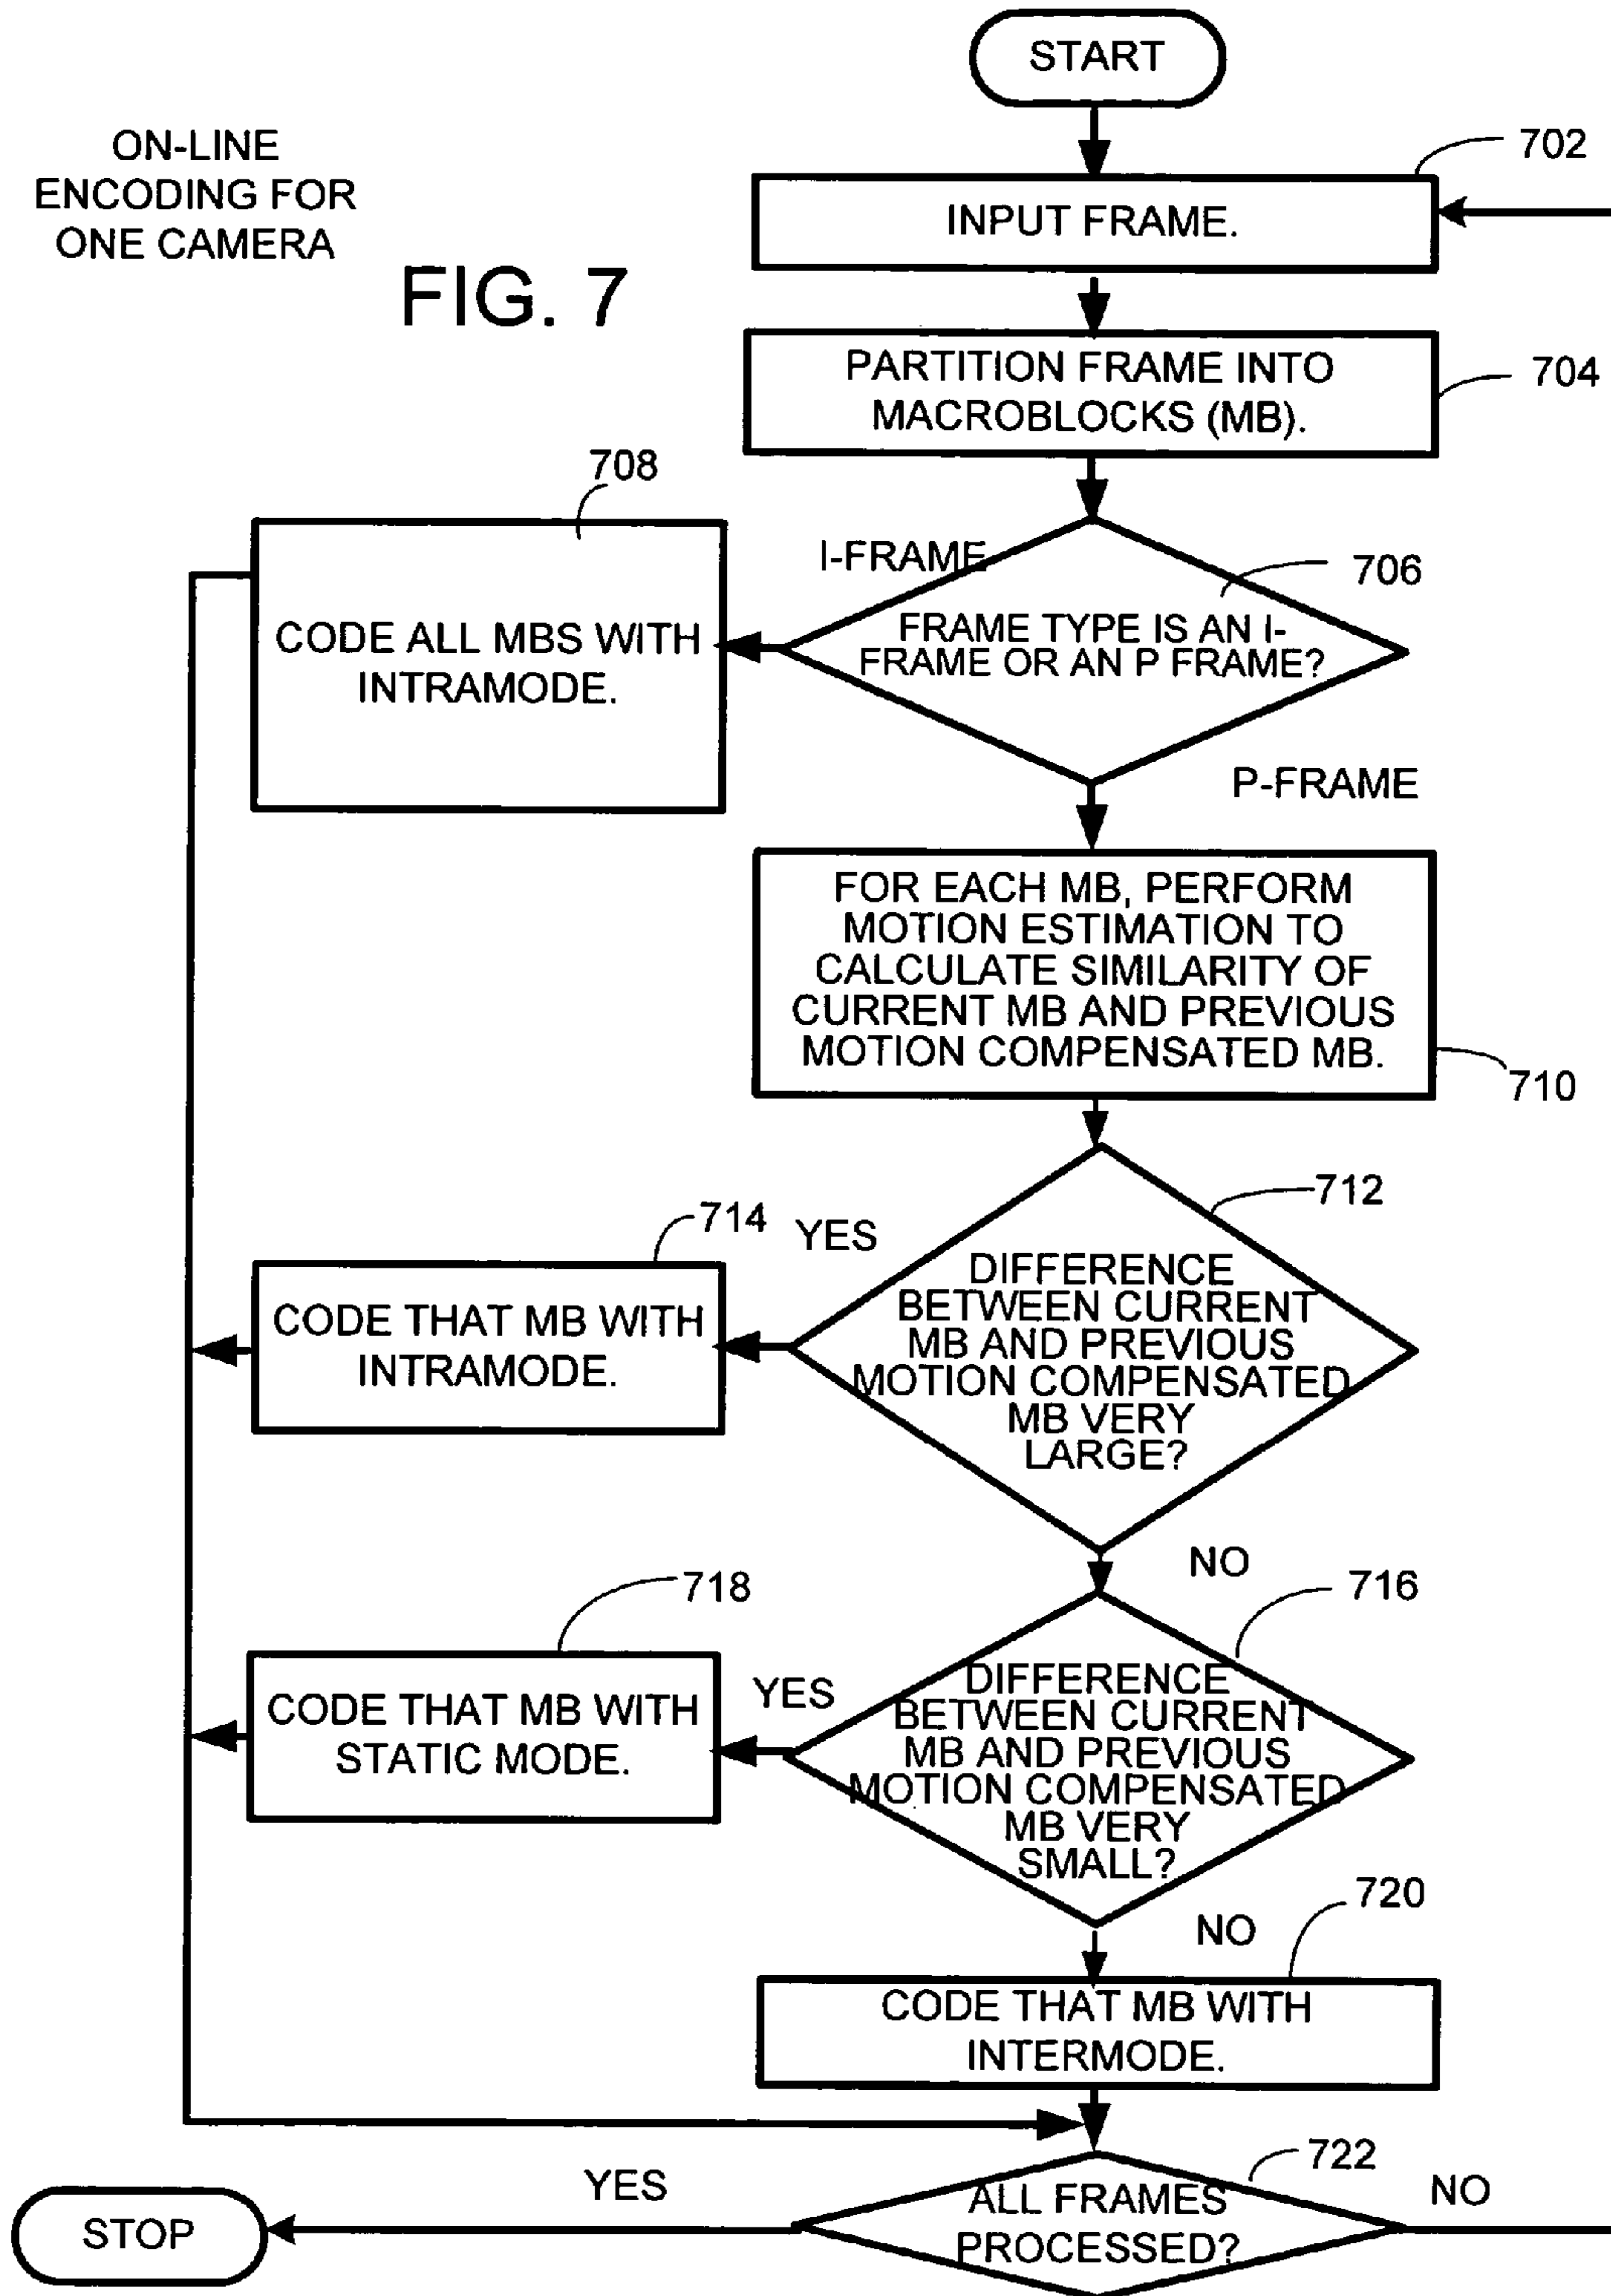 START
ON-LINE
ENCODING FOR
ONE CAMERA
FIG. 7
702
INPUT FRAME.
PARTITION FRAME INTO
MACROBLOCKS (MB).
704
708
CODE ALL MBS WITH
INTRAMODE.
I-FRAME
706
FRAME TYPE IS AN I-
FRAME OR AN P FRAME?
P-FRAME
FOR EACH MB, PERFORM
MOTION ESTIMATION TO
CALCULATE SIMILARITY OF
CURRENT MB AND PREVIOUS
MOTION COMPENSATED MB.
710
712
DIFFERENCE
BETWEEN CURRENT
MB AND PREVIOUS
MOTION COMPENSATED
MB VERY
LARGE?
YES
714
CODE THAT MB WITH
INTRAMODE.
NO
716
DIFFERENCE
BETWEEN CURRENT
MB AND PREVIOUS
MOTION COMPENSATED
MB VERY
SMALL?
YES
718
CODE THAT MB WITH
STATIC MODE.
NO
720
CODE THAT MB WITH
INTERMODE.
722
ALL FRAMES
PROCESSED?
YES
NO
STOP